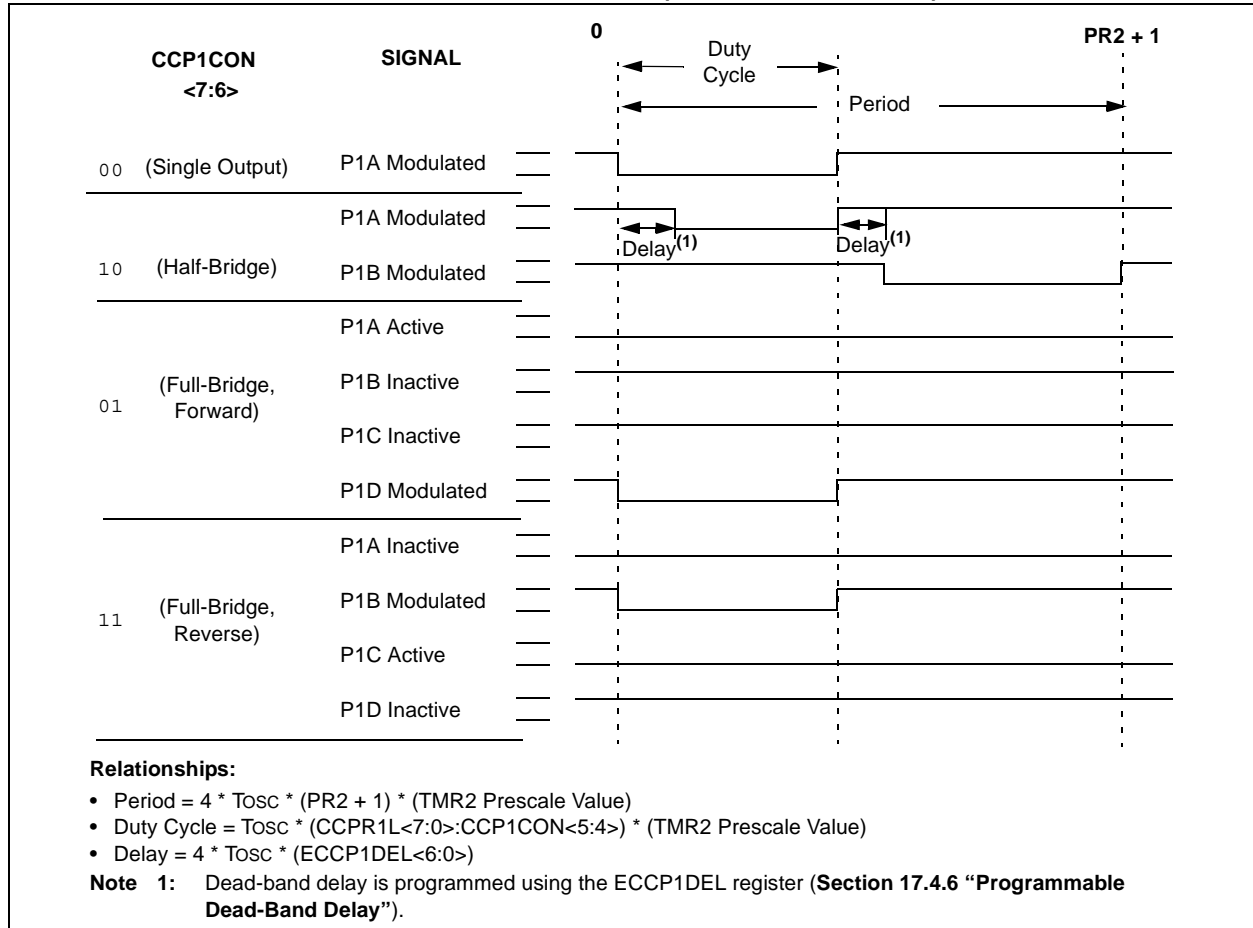 0
PR2 + 1
CCP1CON
<7:6>
SIGNAL
Duty
Cycle
Period
00 (Single Output) P1A Modulated
P1A Modulated
Delay(1)
Delay(1)
10 (Half-Bridge) P1B Modulated
P1A Active
01 (Full-Bridge,
Forward)
P1B Inactive
P1C Inactive
P1D Modulated
P1A Inactive
11 (Full-Bridge,
Reverse)
P1B Modulated
P1C Active
P1D Inactive
Relationships:
• Period = 4 * TOSC * (PR2 + 1) * (TMR2 Prescale Value)
• Duty Cycle = TOSC * (CCPR1L<7:0>:CCP1CON<5:4>) * (TMR2 Prescale Value)
• Delay = 4 * TOSC * (ECCP1DEL<6:0>)
Note 1: Dead-band delay is programmed using the ECCP1DEL register (Section 17.4.6 “Programmable
Dead-Band Delay”).